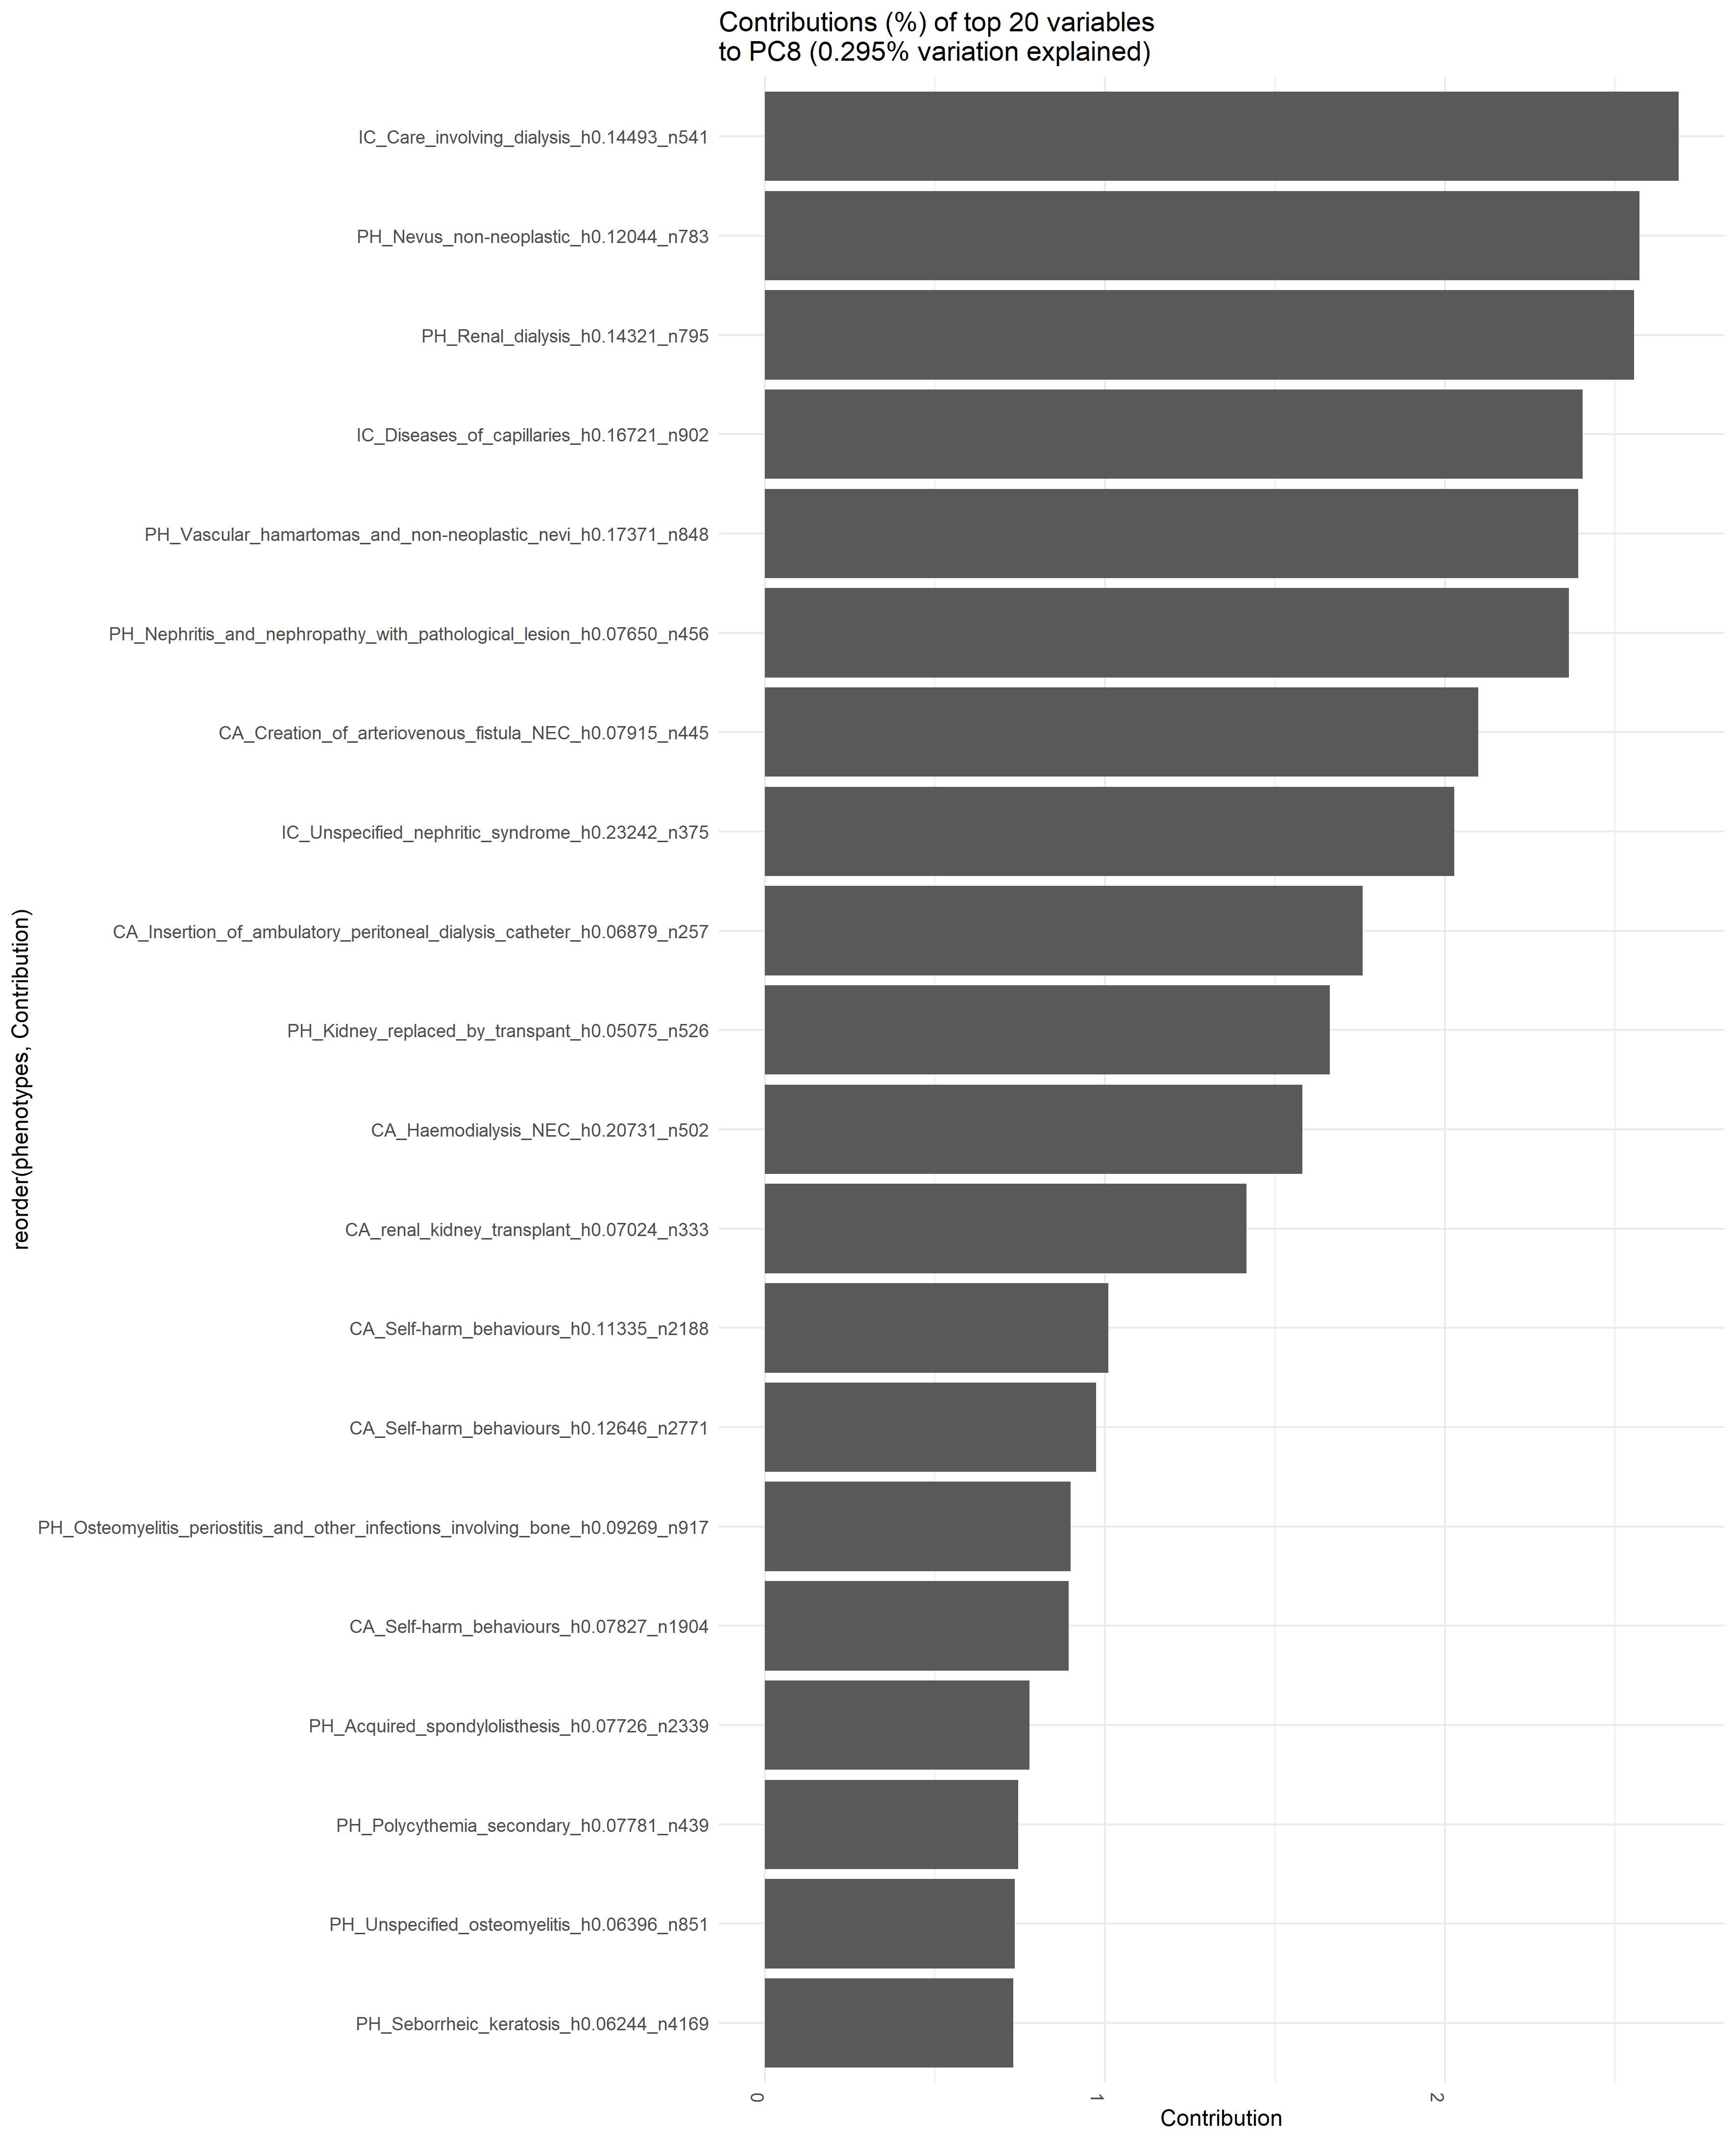 Contributions (%) of top 20 variables
to PC8 (0.295% variation explained)
IC_Care_involving_dialysis_h0.14493_n541
PH_Nevus_non-neoplastic_h0.12044_n783
PH_Renal_dialysis_h0.14321_n795
IC_Diseases_of_capillaries_h0.16721_n902
PH_Vascular_hamartomas_and_non-neoplastic_nevi_h0.17371_n848
PH_Nephritis_and_nephropathy_with_pathological_lesion_h0.07650_n456
CA_Creation_of_arteriovenous_fistula_NEC_h0.07915_n445
IC_Unspecified_nephritic_syndrome_h0.23242_n375
CA_Insertion_of_ambulatory_peritoneal_dialysis_catheter_h0.06879_n257
PH_Kidney_replaced_by_transpant_h0.05075_n526
CA_Haemodialysis_NEC_h0.20731_n502
CA_renal_kidney_transplant_h0.07024_n333
CA_Self-harm_behaviours_h0.11335_n2188
CA_Self-harm_behaviours_h0.12646_n2771
PH_Osteomyelitis_periostitis_and_other_infections_involving_bone_h0.09269_n917
CA_Self-harm_behaviours_h0.07827_n1904
PH_Acquired_spondylolisthesis_h0.07726_n2339
PH_Polycythemia_secondary_h0.07781_n439
PH_Unspecified_osteomyelitis_h0.06396_n851
PH_Seborrheic_keratosis_h0.06244_n4169
reorder(phenotypes, Contribution)
0
1
2
Contribution